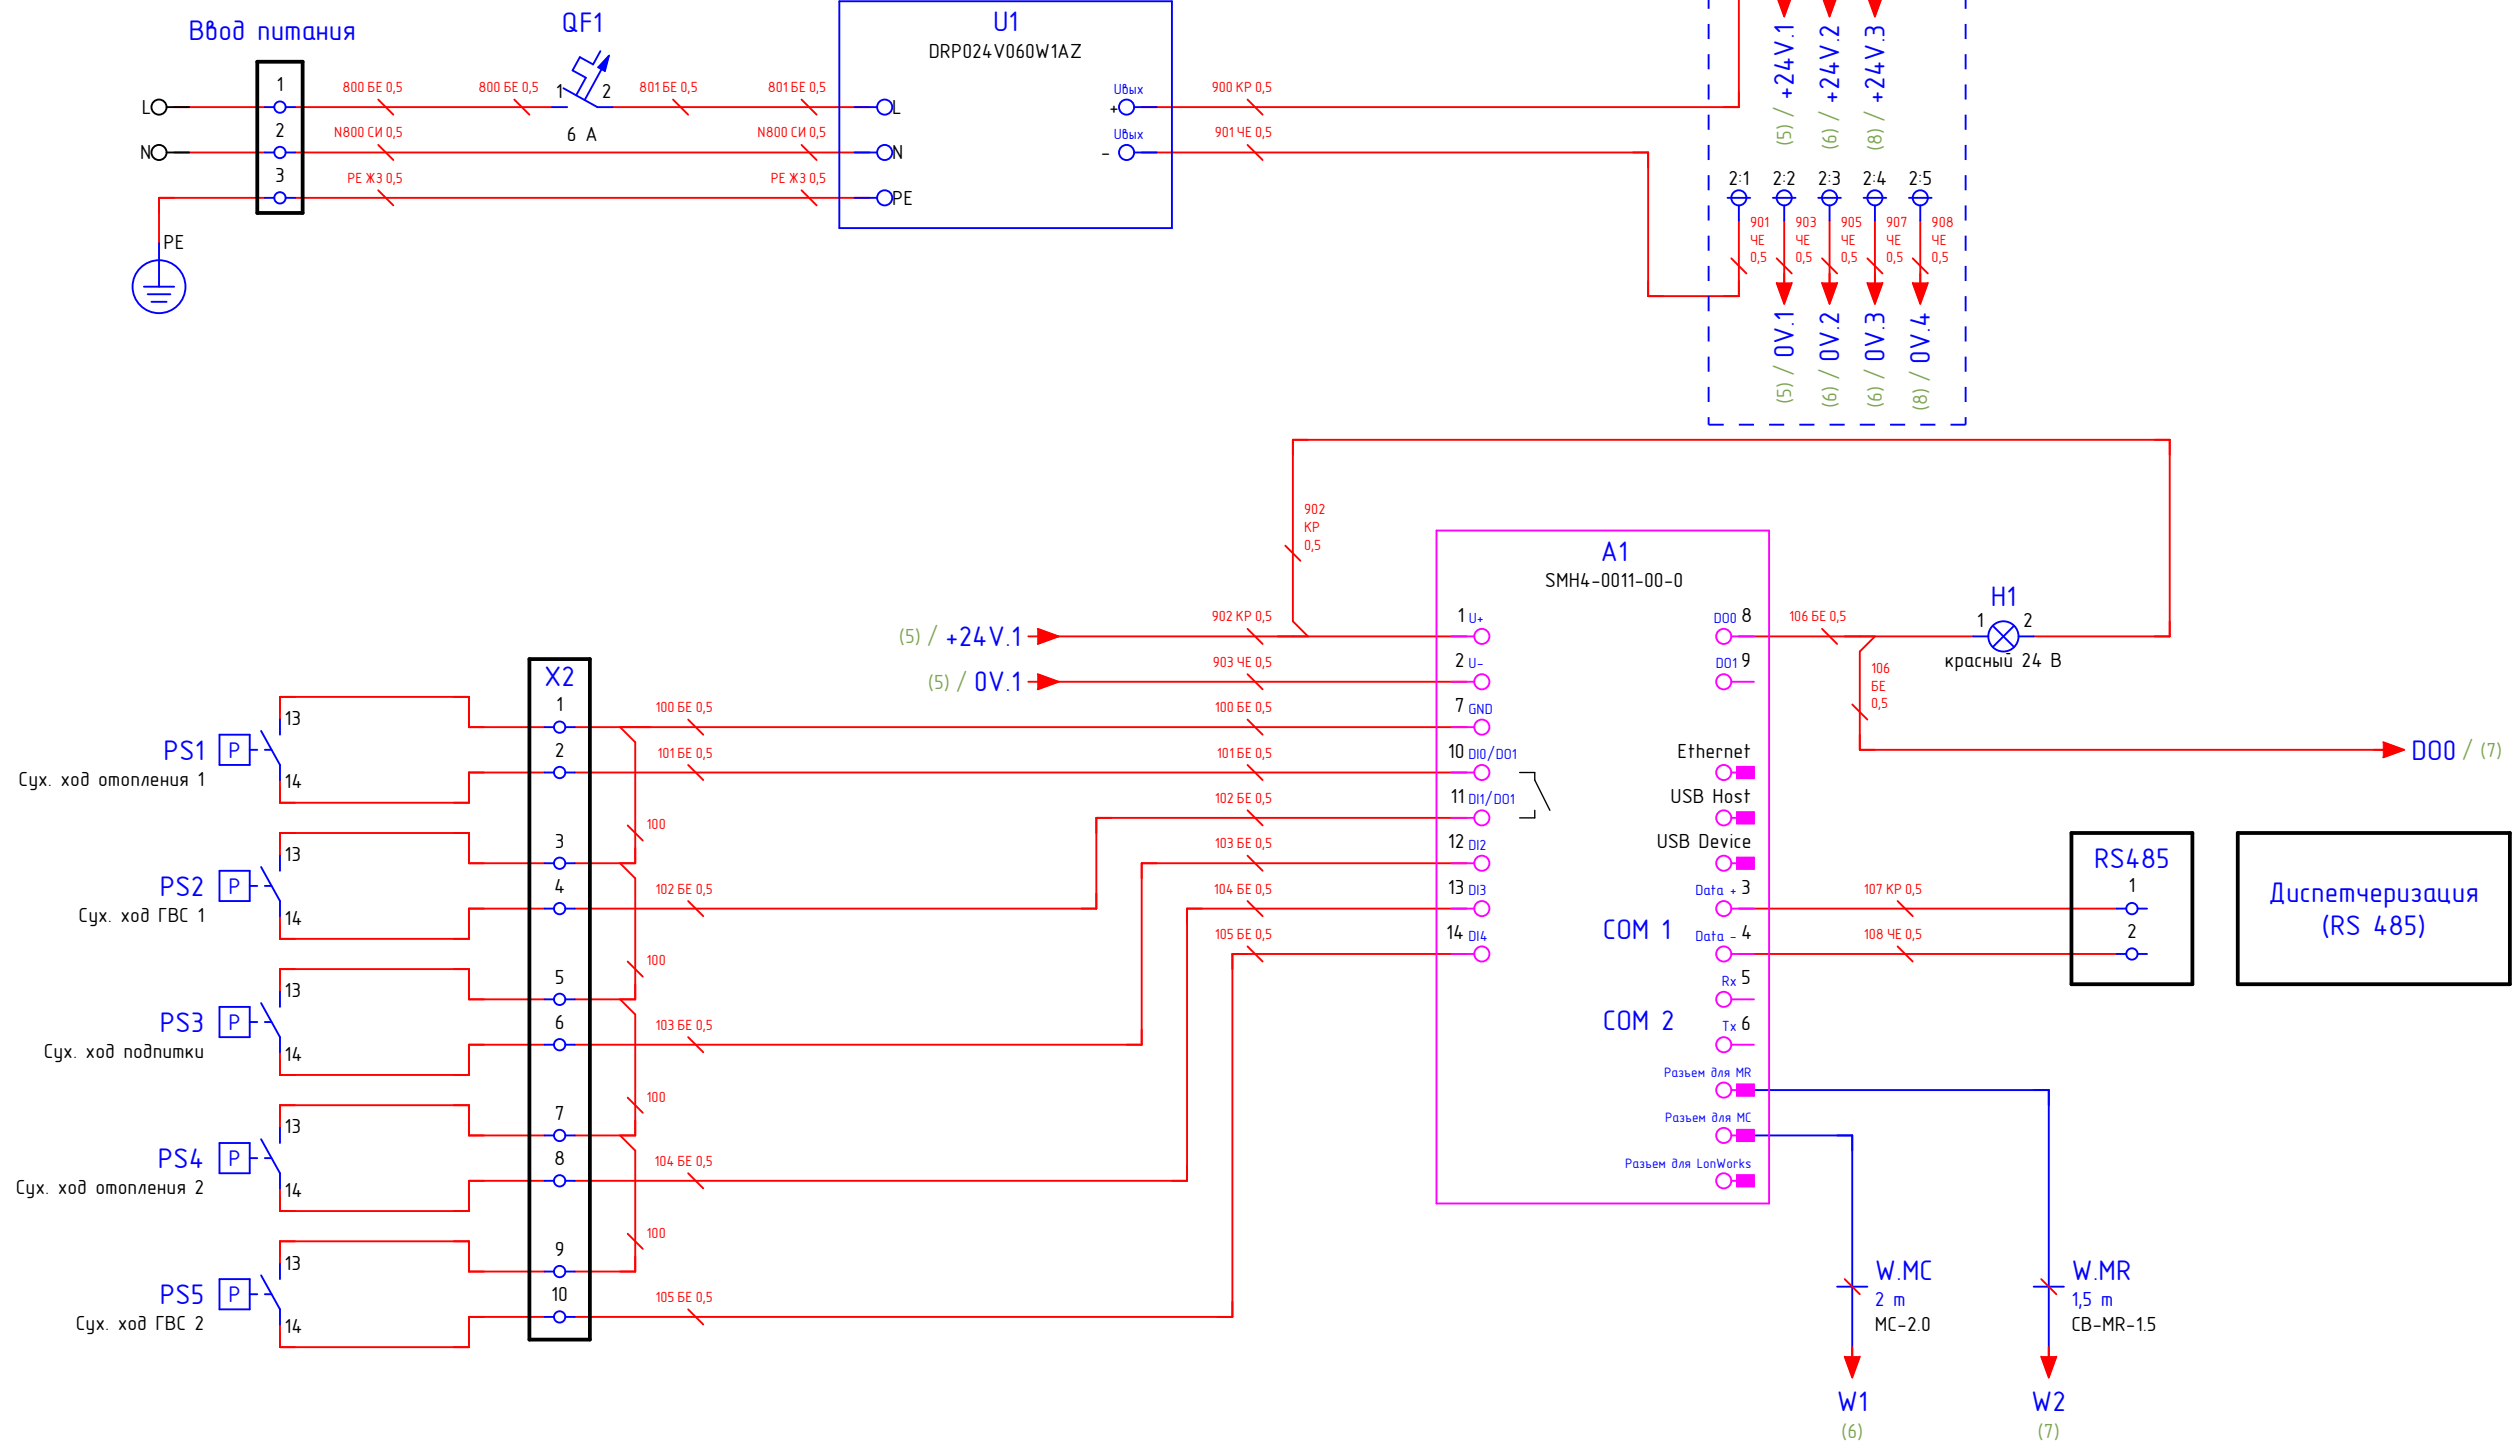 Ввод питания
QF1
U1
DRP024V060W1AZ
1
800 БЕ 0,5
800 БЕ 0,5
1
2
801 БЕ 0,5
801 БЕ 0,5
L
L
6 А
Uвых
+
900 КР 0,5
2
N800 СИ 0,5
N800 СИ 0,5
N
N
Uвых
-
901 ЧЕ 0,5
3
PE ЖЗ 0,5
PE ЖЗ 0,5
PE
PE
(5) / +24V.1
(6) / +24V.2
(8) / +24V.3
2:1
2:2
2:3
2:4
2:5
901
ЧЕ
0,5
903
ЧЕ
0,5
905
ЧЕ
0,5
907
ЧЕ
0,5
908
ЧЕ
0,5
(5) / 0V.1
(6) / 0V.2
(6) / 0V.3
(8) / 0V.4
902
КР
0,5
A1
SMH4-0011-00-0
(5) / +24V.1
902 КР 0,5
1 U+
(5) / 0V.1
903 ЧЕ 0,5
2 U-
100 БЕ 0,5
7 GND
101 БЕ 0,5
10 DI0/DO1
102 БЕ 0,5
11 DI1/DO1
103 БЕ 0,5
12 DI2
104 БЕ 0,5
13 DI3
105 БЕ 0,5
14 DI4
DO0 8
DO1 9
Ethernet
USB Host
USB Device
COM 1
Data + 3
Data - 4
COM 2
Rx 5
Tx 6
Разъем для MR
Разъем для MC
Разъем для LonWorks
106 БЕ 0,5
H1
1
2
красный 24 В
106
БЕ
0,5
DO0 / (7)
107 КР 0,5
108 ЧЕ 0,5
RS485
1
2
Диспетчеризация
(RS 485)
X2
1
2
3
4
5
6
7
8
9
10
100 БЕ 0,5
101 БЕ 0,5
100
102 БЕ 0,5
100
103 БЕ 0,5
100
104 БЕ 0,5
100
105 БЕ 0,5
PS1
P
13
14
Сух. ход отопления 1
PS2
P
13
14
Сух. ход ГВС 1
PS3
P
13
14
Сух. ход подпитки
PS4
P
13
14
Сух. ход отопления 2
PS5
P
13
14
Сух. ход ГВС 2
W.MC
2 m
MC-2.0
W1
(6)
W.MR
1,5 m
CB-MR-1.5
W2
(7)